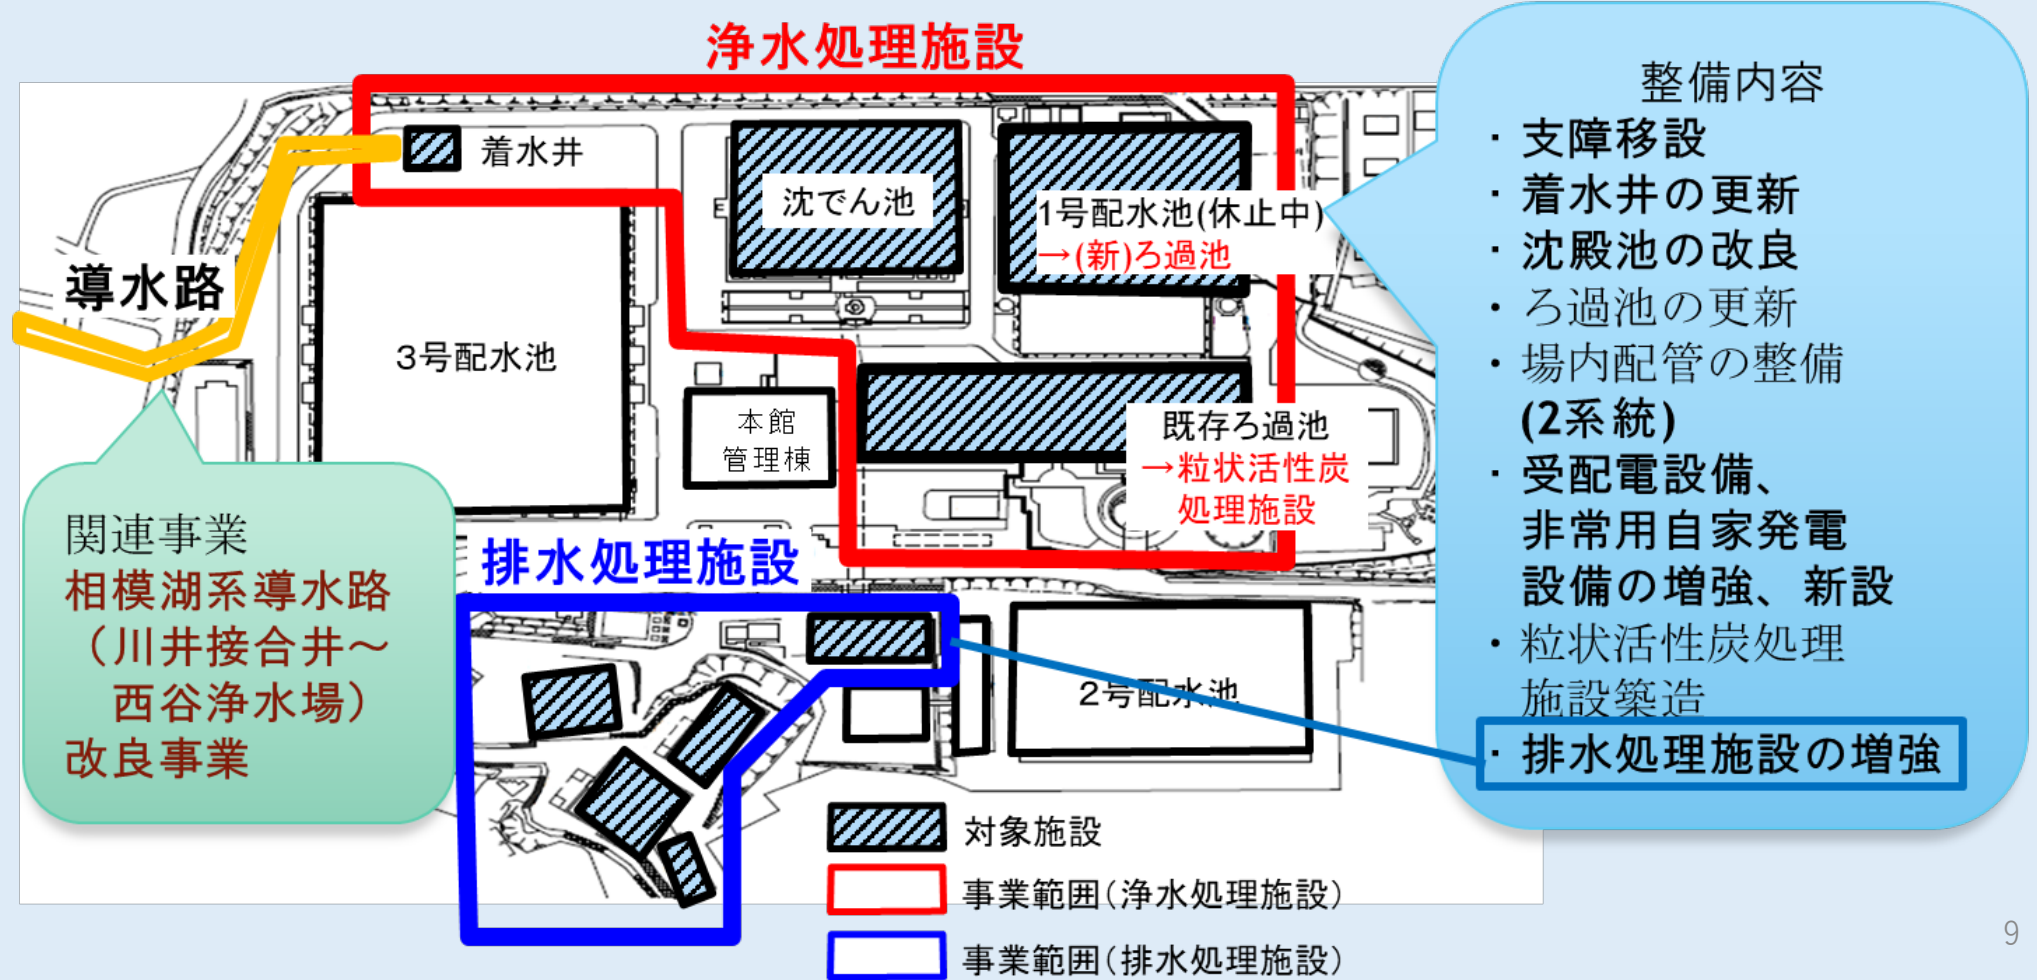 浄水処理施設
着水井
沈でん池
1号配水池(休止中)
→(新)ろ過池
導水路
3号配水池
本館
管理棟
既存ろ過池
→粒状活性炭
処理施設
関連事業
相模湖系導水路
（川井接合井～
西谷浄水場）
改良事業
排水処理施設
2号配水池
対象施設
事業範囲（浄水処理施設）
事業範囲（排水処理施設）
整備内容
・支障移設
・着水井の更新
・沈殿池の改良
・ろ過池の更新
・場内配管の整備
(2系統)
・受配電設備、
非常用自家発電
設備の増強、新設
・粒状活性炭処理
施設築造
・排水処理施設の増強
9